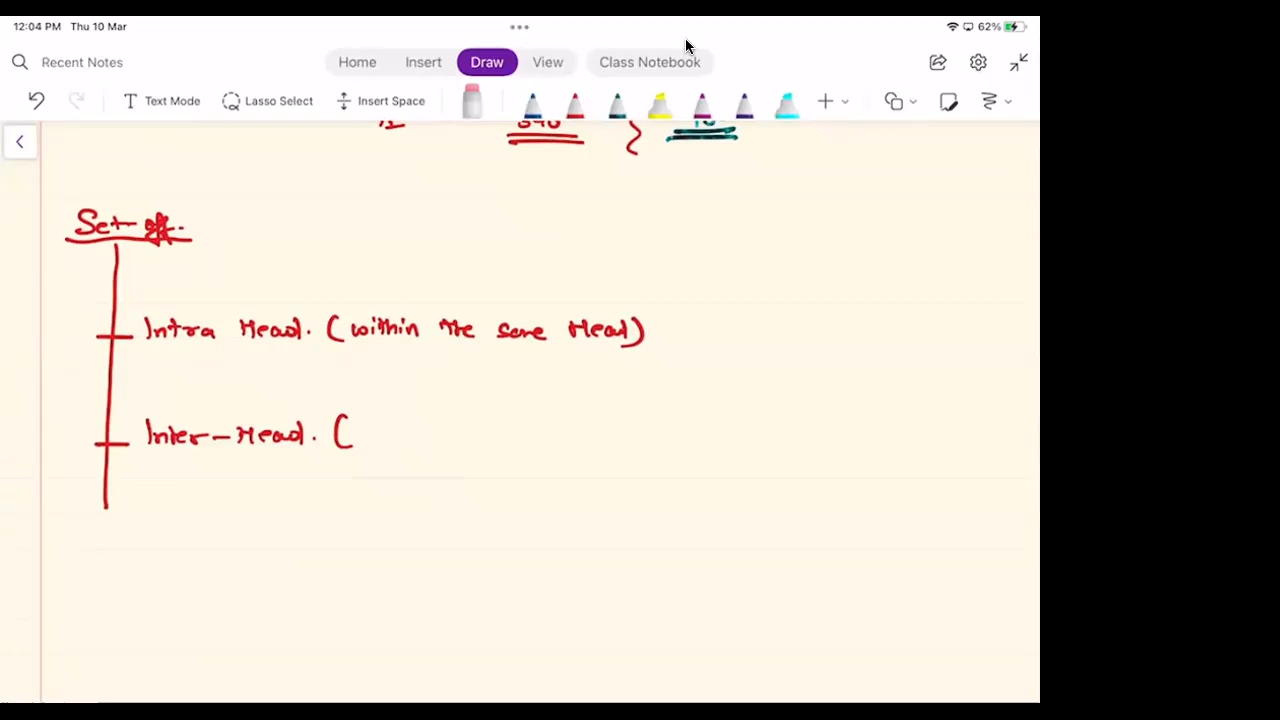 12:04 PM Thu 10 Mar 62%
Recent Notes Home Insert Draw View Class Notebook
Text Mode Lasso Select Insert Space
Set off.
Intra Head. (within the same Head)
Inter-Head. (